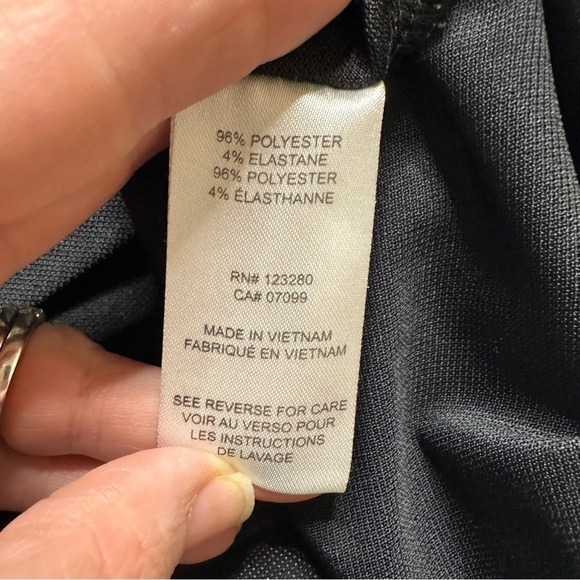 96% POLYESTER
4% ELASTANE
96% POLYESTER
4% ÉLASTHANNE
RN# 123280
CA# 07099
MADE IN VIETNAM
FABRIQUÉ EN VIETNAM
SEE REVERSE FOR CARE
VOIR AU VERSO POUR
LES INSTRUCTIONS
DE LAVAGE